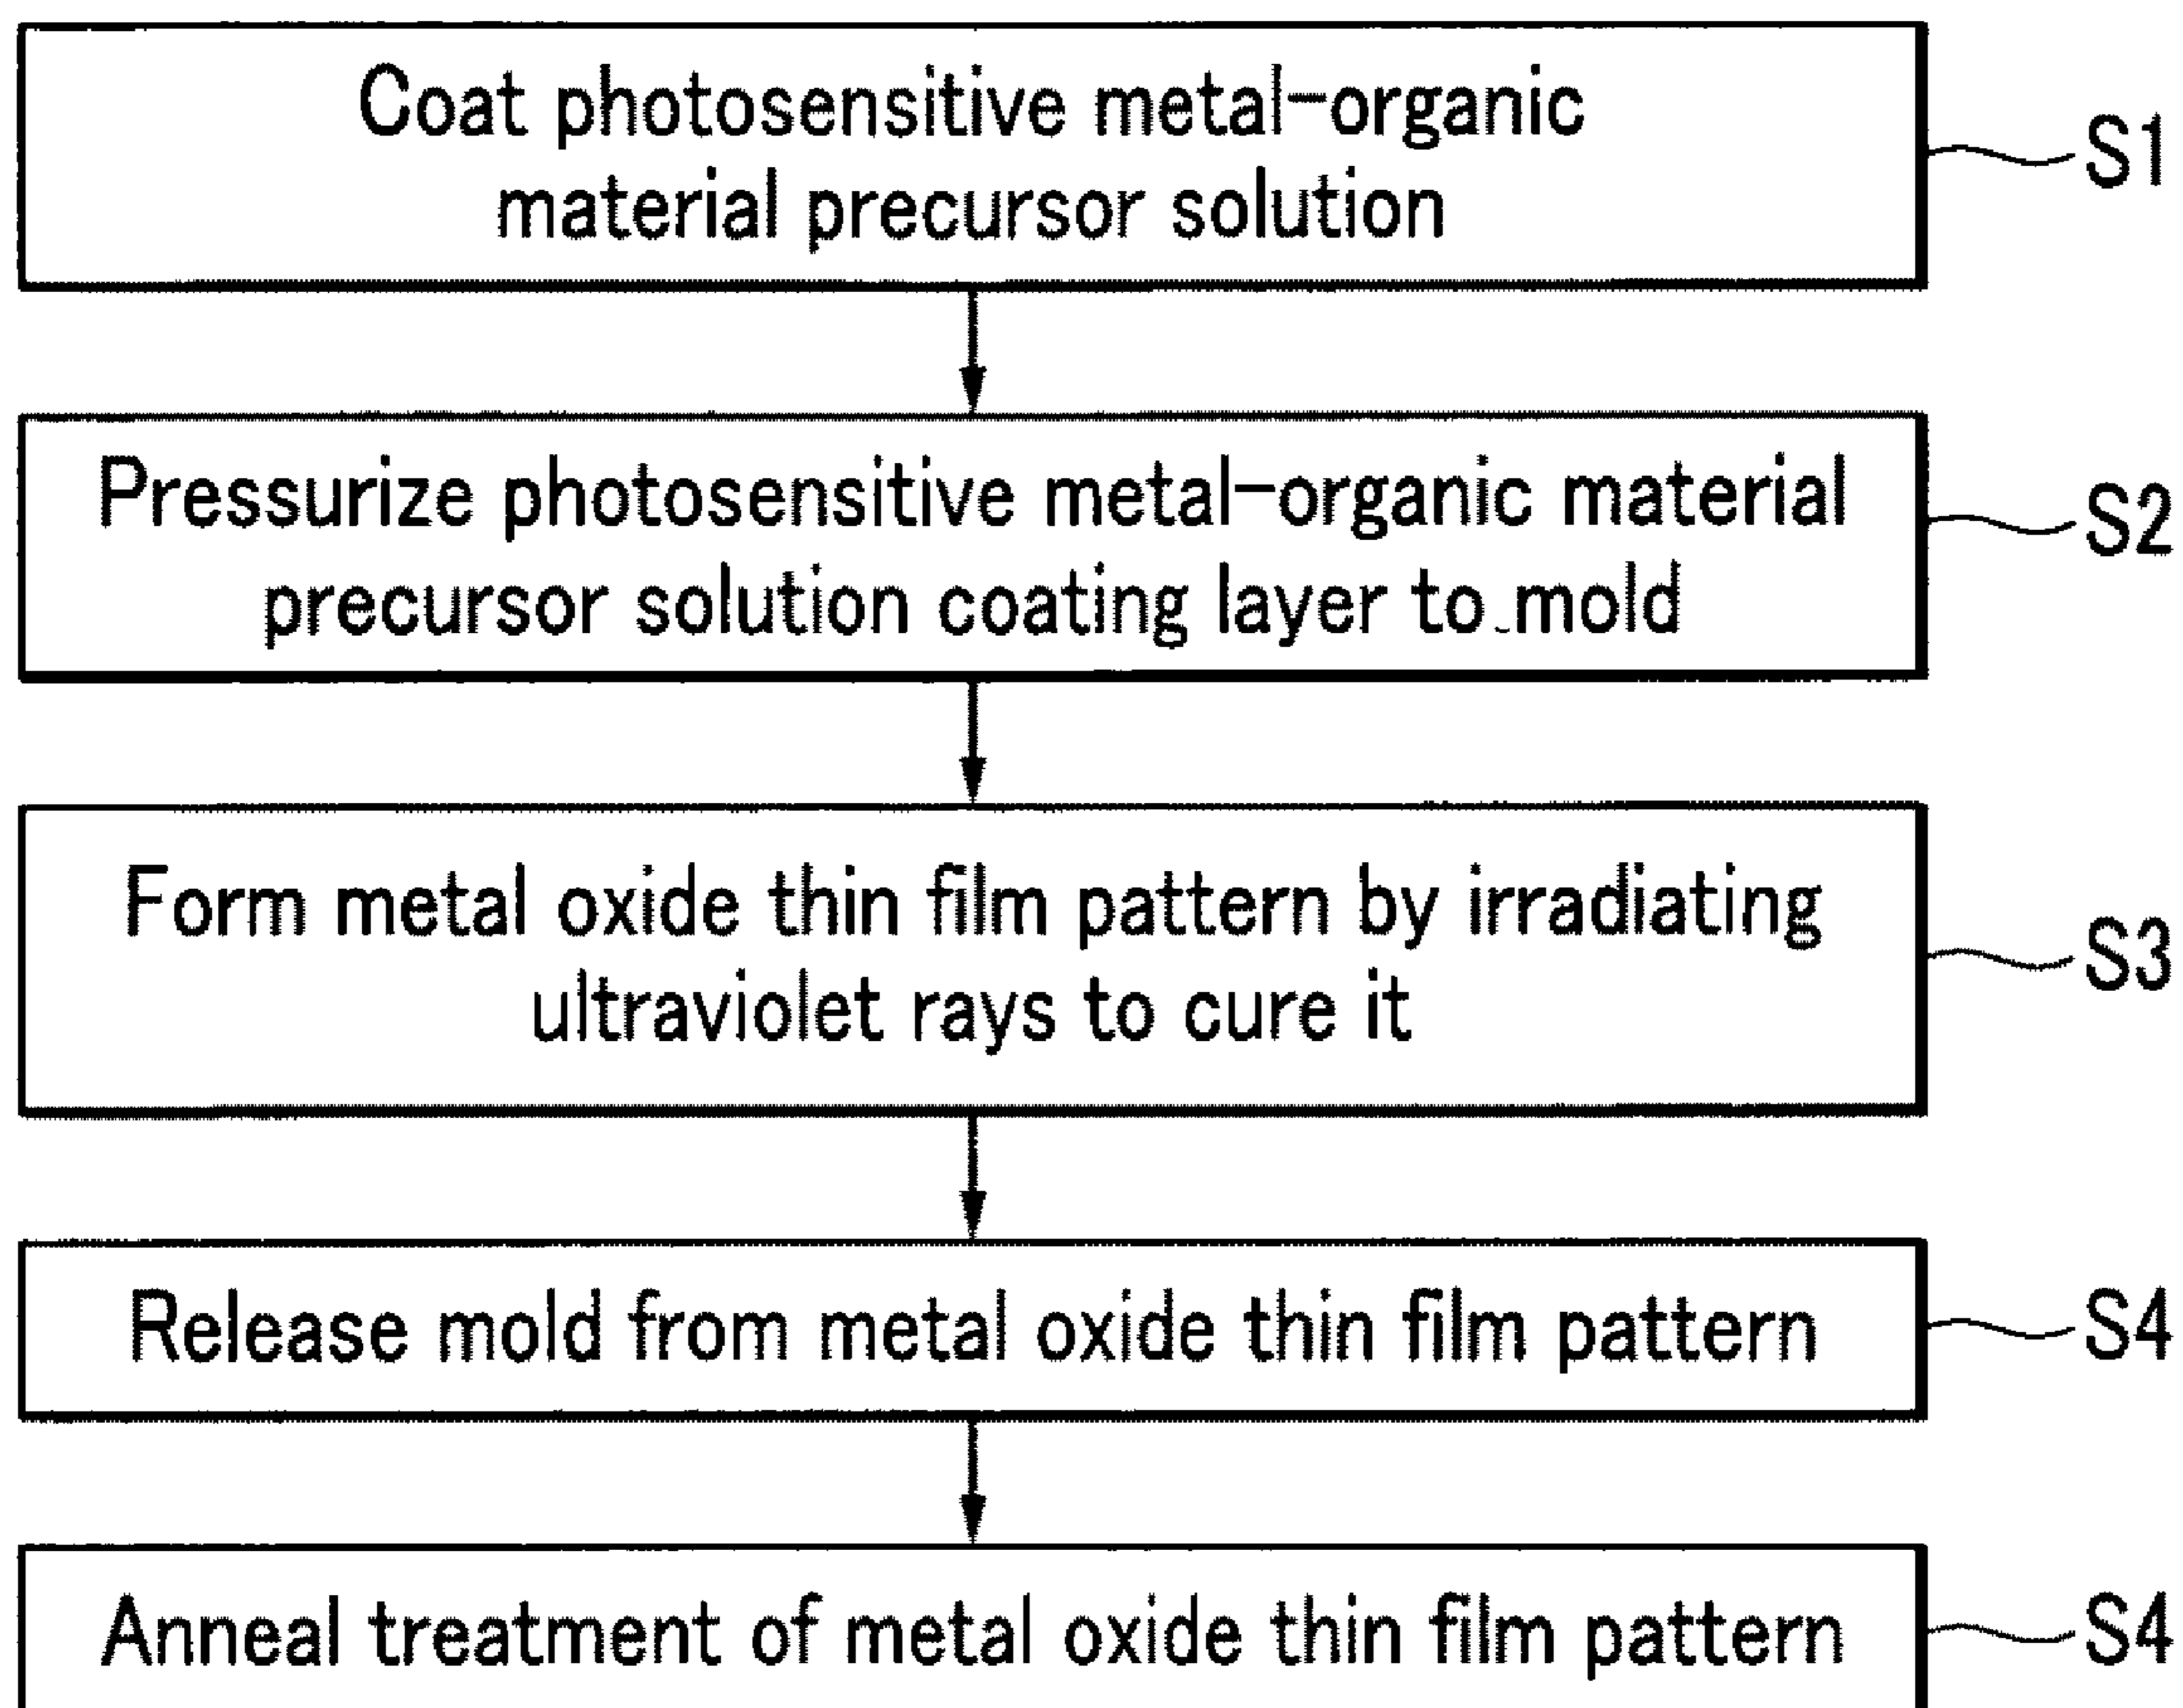 Coat photosensitive metal-organic
material precursor solution
S1
Pressurize photosensitive metal-organic material
precursor solution coating layer to mold
S2
Form metal oxide thin film pattern by irradiating
ultraviolet rays to cure it
S3
Release mold from metal oxide thin film pattern
S4
Anneal treatment of metal oxide thin film pattern
S4